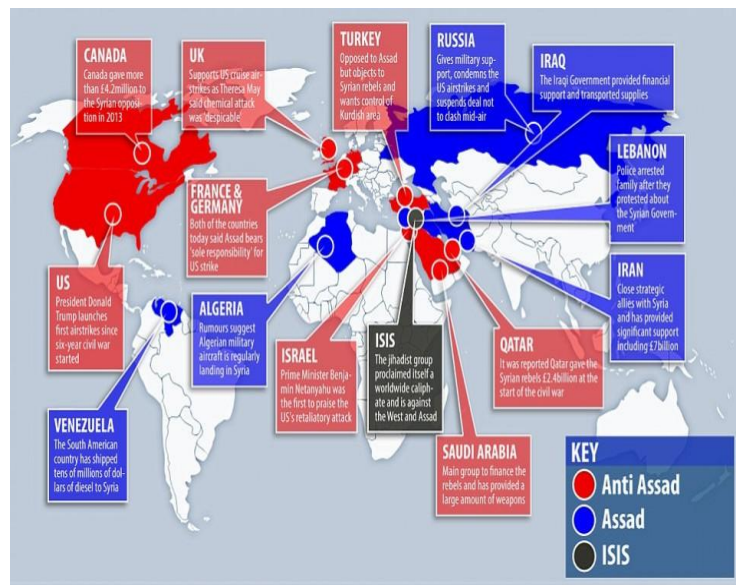 CANADA
Canada gave more
than £4.2million to
the Syrian opposi-
tion in 2013
UK
Supports US cruise air-
strikes as Theresa May
said chemical attack
was 'despicable'
TURKEY
Opposed to Assad
but objects to
Syrian rebels and
wants control of
Kurdish area
RUSSIA
Gives military sup-
port, condemns the
US airstrikes and
suspends deal not
to clash mid-air
IRAQ
The Iraqi Government provided financial
support and transported supplies
LEBANON
Police arrested
family after they
protested about
the Syrian Govern-
ment
FRANCE &
GERMANY
Both of the countries
today said Assad bears
'sole responsibility' for
US strike
US
President Donald
Trump launches
first airstrikes since
six-year civil war
started
ALGERIA
Rumours suggest
Algerian military
aircraft is regularly
landing in Syria
ISRAEL
Prime Minister Benja-
min Netanyahu was
the first to praise the
US's retaliatory attack
ISIS
The jihadist group
proclaimed itself a
worldwide caliph-
ate and is against
the West and Assad
QATAR
It was reported Qatar gave the
Syrian rebels £2.4billion at the
start of the civil war
IRAN
Close strategic
allies with Syria
and has provided
significant support
including £7billion
VENEZUELA
The South American
country has shipped
tens of millions of dol-
lars of diesel to Syria
SAUDI ARABIA
Main group to finance the
rebels and has provided a
large amount of weapons
KEY
Anti Assad
Assad
ISIS